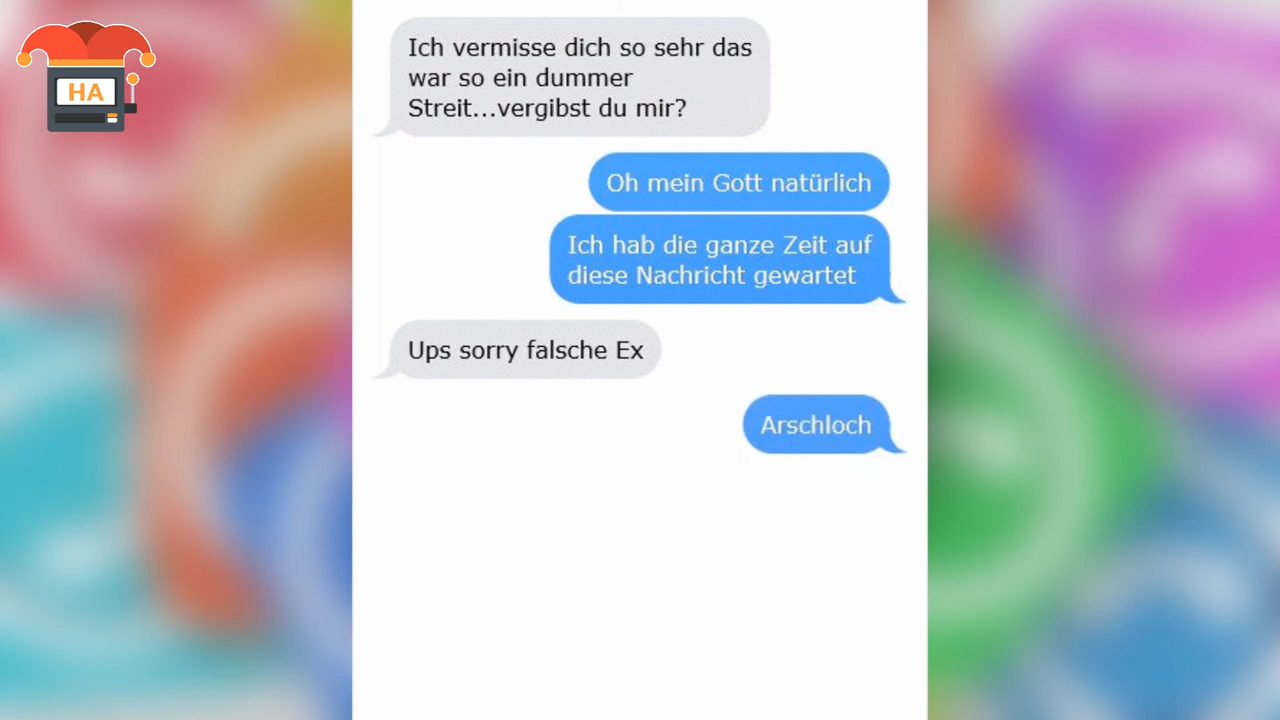 HA
Ich vermisse dich so sehr das
war so ein dummer
Streit...vergibst du mir?
Oh mein Gott natürlich
Ich hab die ganze Zeit auf
diese Nachricht gewartet
Ups sorry falsche Ex
Arschloch